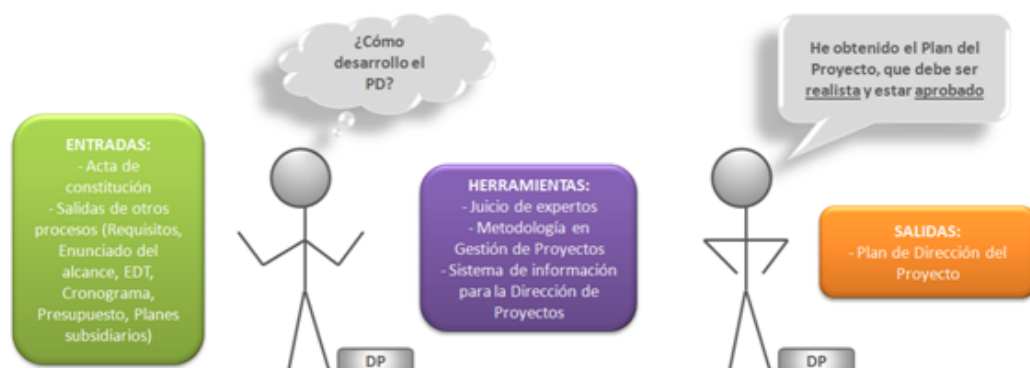 ¿Cómo
desarrollo el
PD?
He obtenido el Plan del
Proyecto, que debe ser
realista y estar aprobado
ENTRADAS:
- Acta de
constitución
- Salidas de otros
procesos (Requisitos,
Enunciado del
alcance, EDT,
Cronograma,
Presupuesto, Planes
subsidiarios)
HERRAMIENTAS:
- Juicio de expertos
- Metodología en
Gestión de Proyectos
- Sistema de información
para la Dirección de
Proyectos
SALIDAS:
- Plan de Dirección del
Proyecto
DP
DP